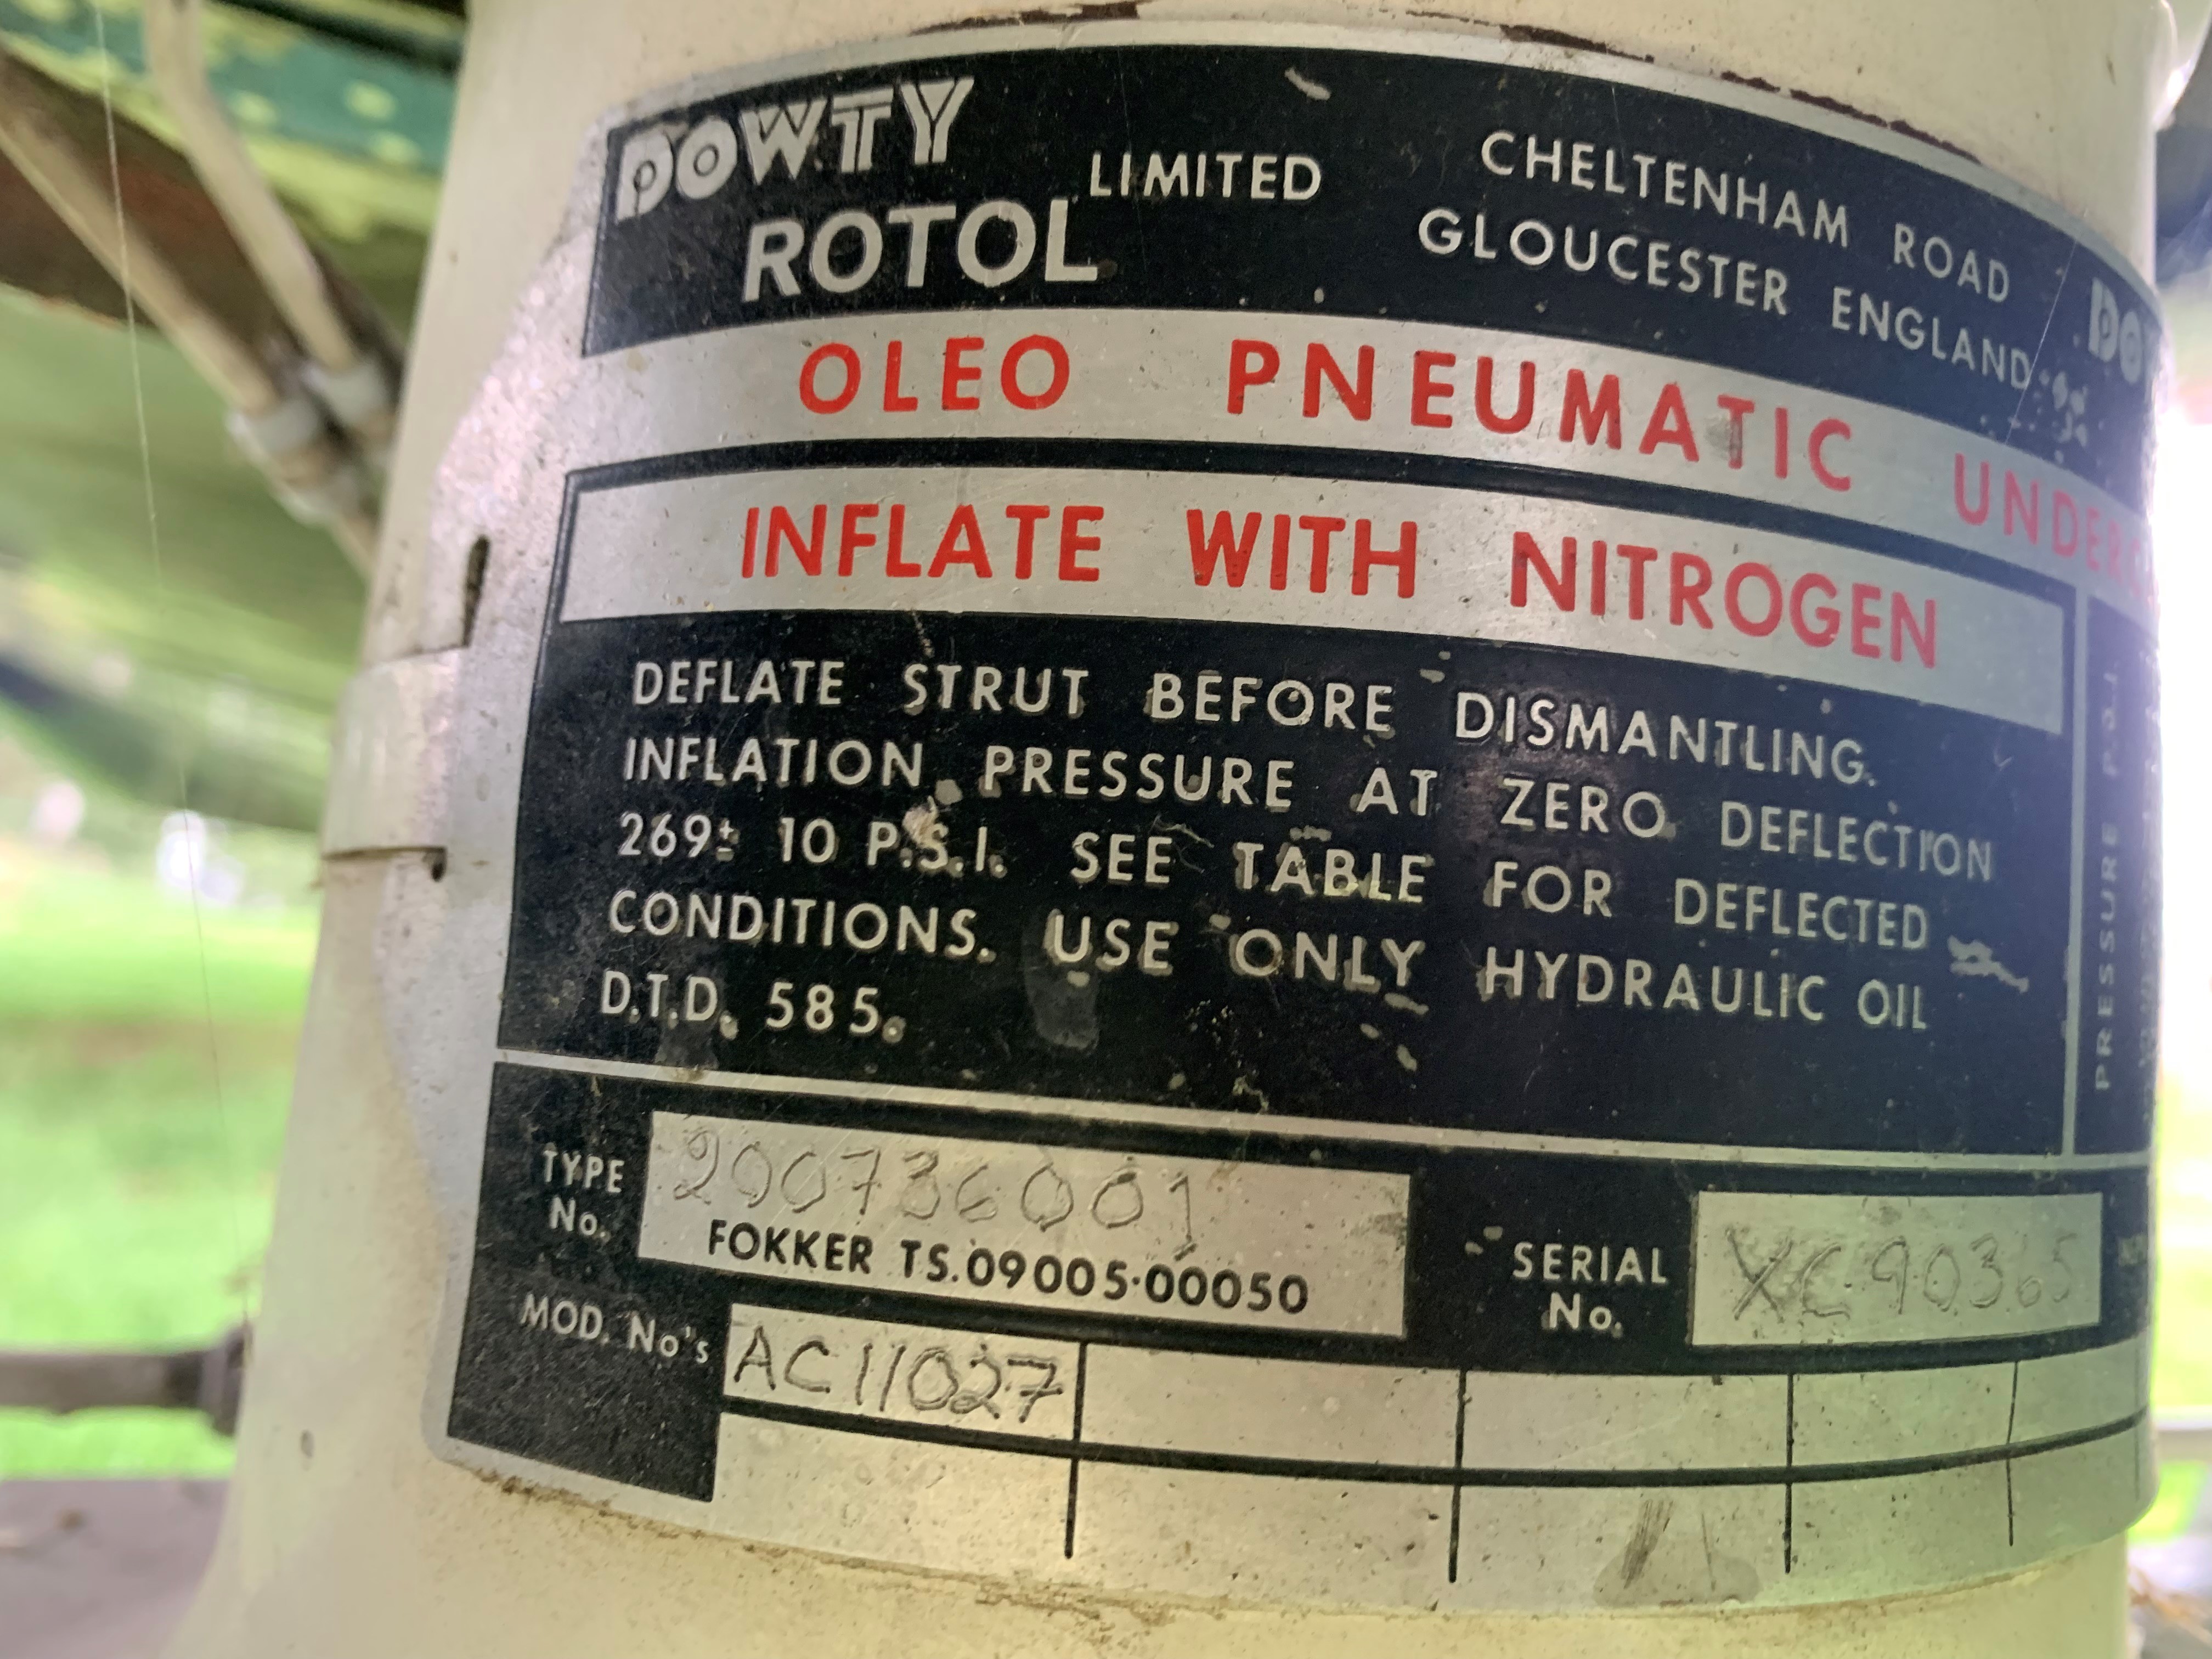 DOWTY
ROTOL LIMITED
CHELTENHAM ROAD
GLOUCESTER ENGLAND
OLEO PNEUMATIC
INFLATE WITH NITROGEN
DEFLATE STRUT BEFORE DISMANTLING.
INFLATION PRESSURE AT ZERO DEFLECTION
269± 10 P.S.I. SEE TABLE FOR DEFLECTED
CONDITIONS. USE ONLY HYDRAULIC OIL
D.T.D. 585.
PRESSURE P.S.I
TYPE No. 200736001
FOKKER TS.09005·00050
SERIAL No. XC90365
MOD. No's AC11027